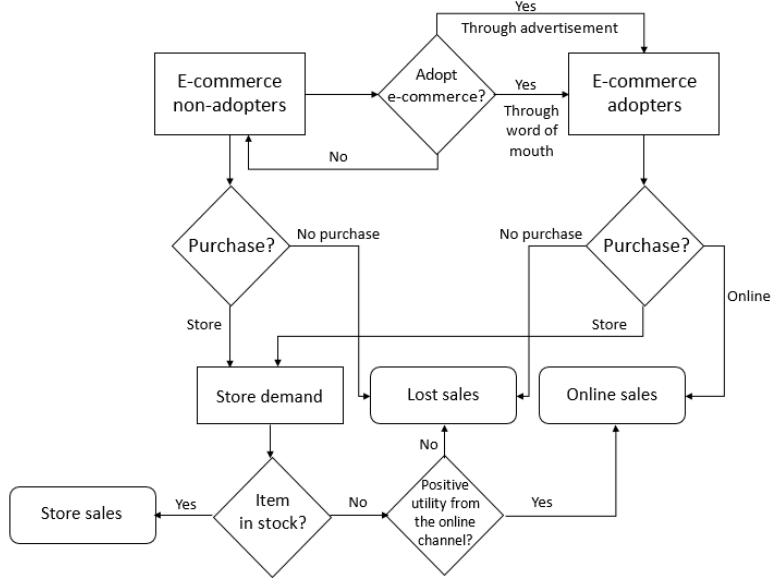 Yes
Through advertisement
E-commerce
non-adopters
Adopt
e-commerce?
Yes
Through
word of
mouth
E-commerce
adopters
No
Purchase?
No purchase
No purchase
Purchase?
Online
Store
Store
Store demand
Lost sales
Online sales
No
Store sales
Yes
Item
in stock?
No
Positive
utility from
the online
channel?
Yes